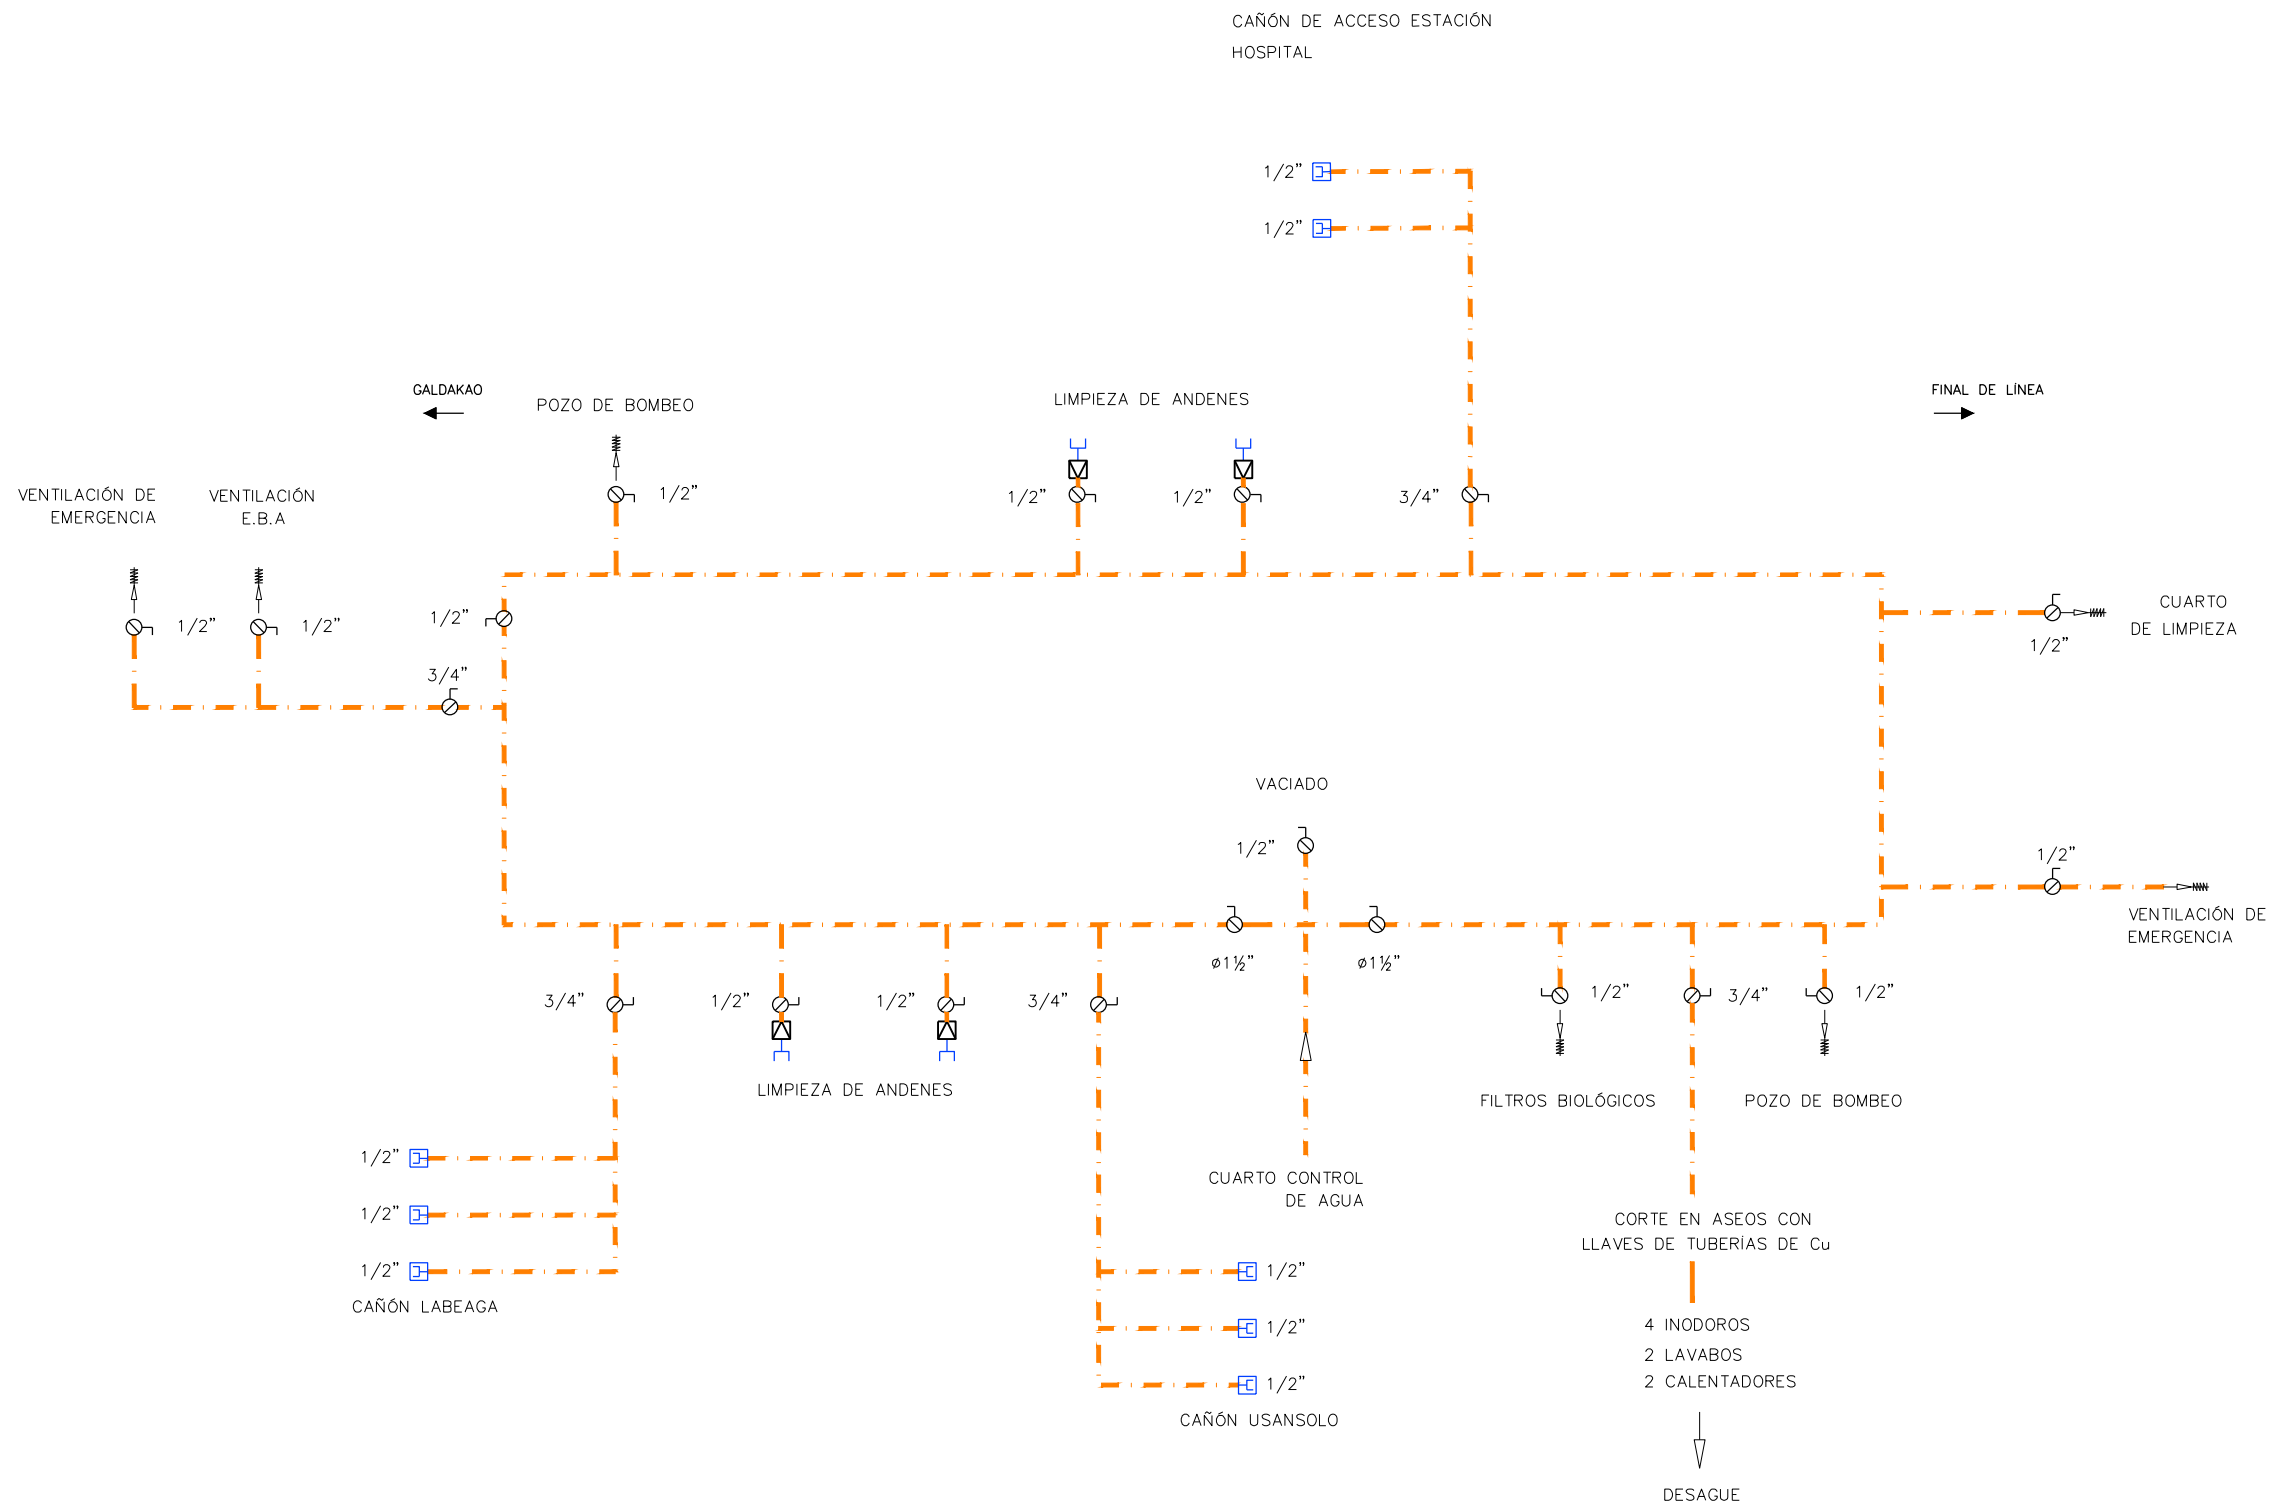 CAÑÓN DE ACCESO ESTACIÓN
HOSPITAL
1/2"
1/2"
GALDAKAO
POZO DE BOMBEO
LIMPIEZA DE ANDENES
FINAL DE LÍNEA
VENTILACIÓN DE
EMERGENCIA
VENTILACIÓN
E.B.A
1/2"
1/2"
1/2"
3/4"
1/2"
1/2"
1/2"
3/4"
CUARTO
DE LIMPIEZA
1/2"
VACIADO
1/2"
1/2"
VENTILACIÓN DE
EMERGENCIA
ø1½"
ø1½"
3/4"
1/2"
1/2"
3/4"
1/2"
3/4"
1/2"
LIMPIEZA DE ANDENES
FILTROS BIOLÓGICOS
POZO DE BOMBEO
1/2"
1/2"
1/2"
CAÑÓN LABEAGA
CUARTO CONTROL
DE AGUA
CORTE EN ASEOS CON
LLAVES DE TUBERÍAS DE Cu
1/2"
1/2"
1/2"
CAÑÓN USANSOLO
4 INODOROS
2 LAVABOS
2 CALENTADORES
DESAGUE